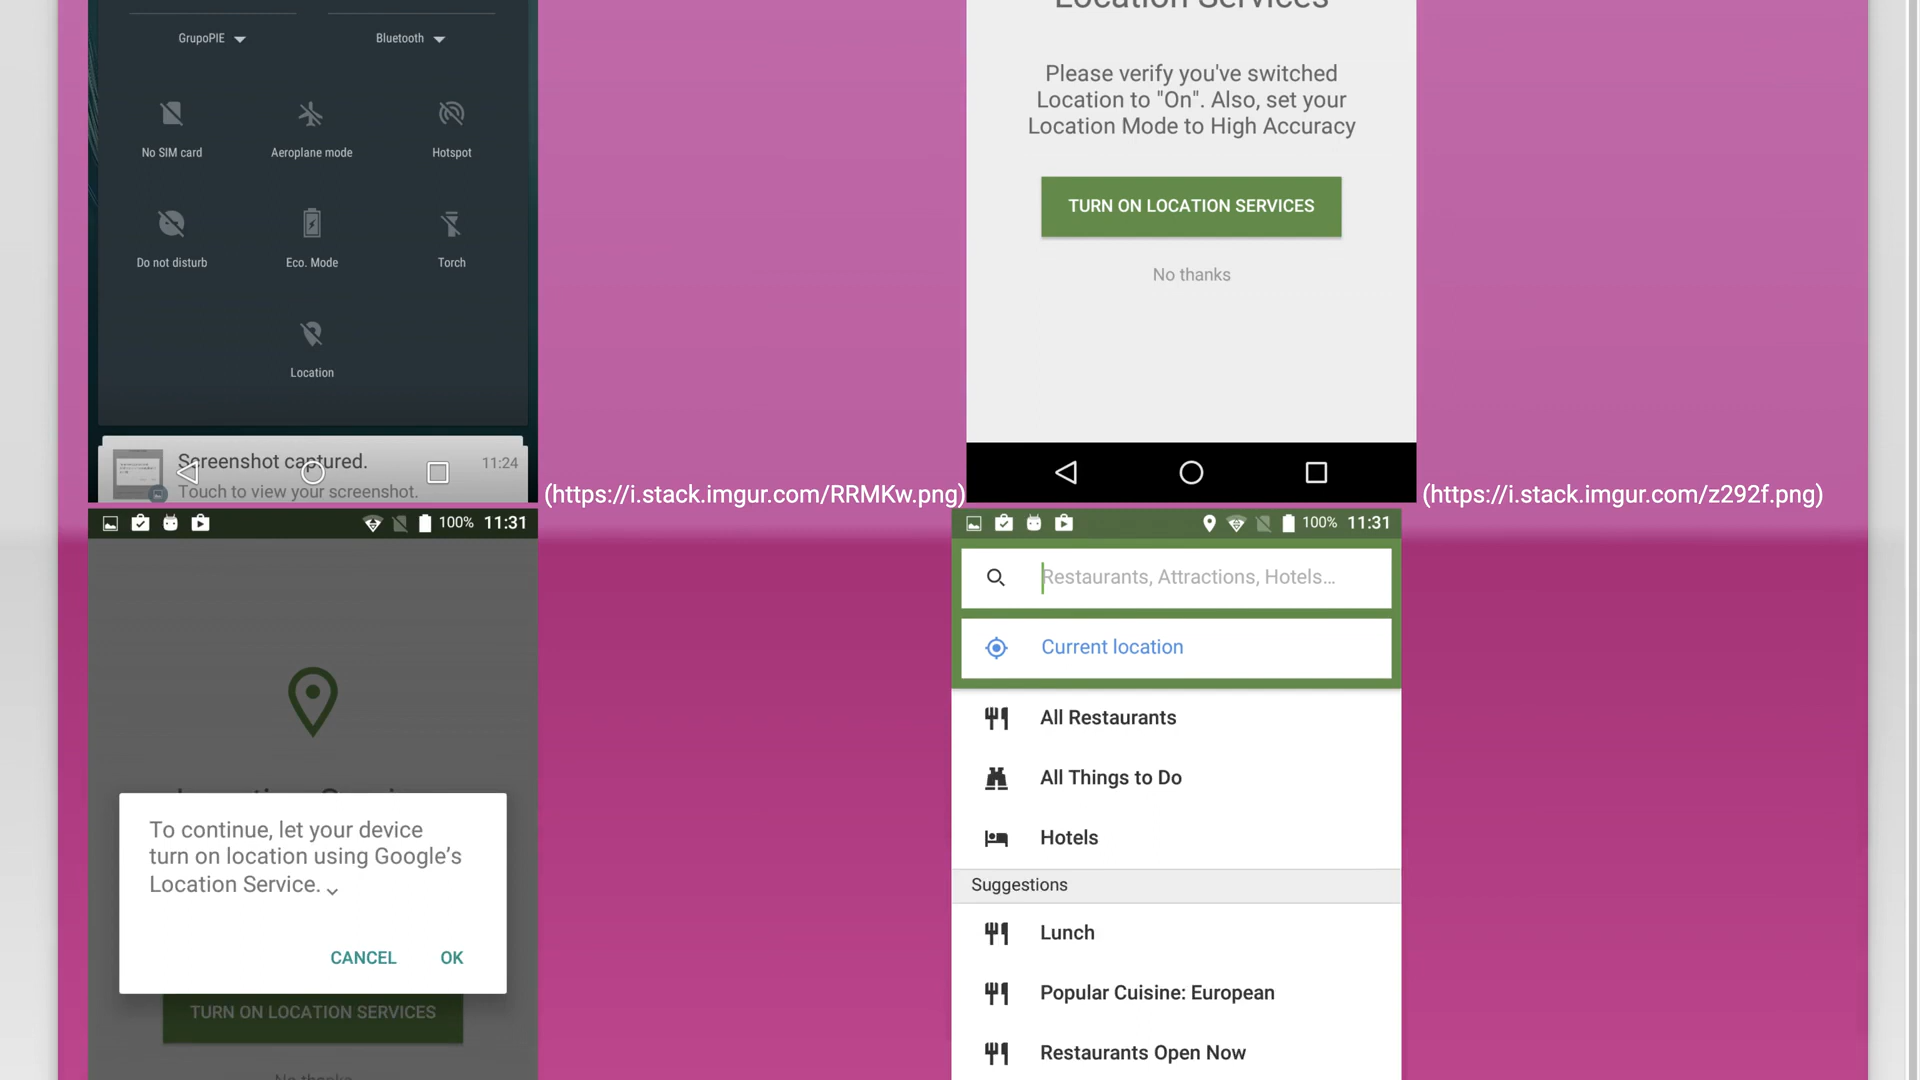 GrupoPIE
Bluetooth
No SIM card
Aeroplane mode
Hotspot
Do not disturb
Eco. Mode
Torch
Location
Screenshot captured.
11:24
Touch to view your screenshot.
(https://i.stack.imgur.com/RRMKw.png)
Location Services
Please verify you've switched
Location to "On". Also, set your
Location Mode to High Accuracy
TURN ON LOCATION SERVICES
No thanks
(https://i.stack.imgur.com/z292f.png)
100% 11:31
To continue, let your device
turn on location using Google’s
Location Service.
CANCEL OK
TURN ON LOCATION SERVICES
No thanks
100% 11:31
Restaurants, Attractions, Hotels...
Current location
All Restaurants
All Things to Do
Hotels
Suggestions
Lunch
Popular Cuisine: European
Restaurants Open Now